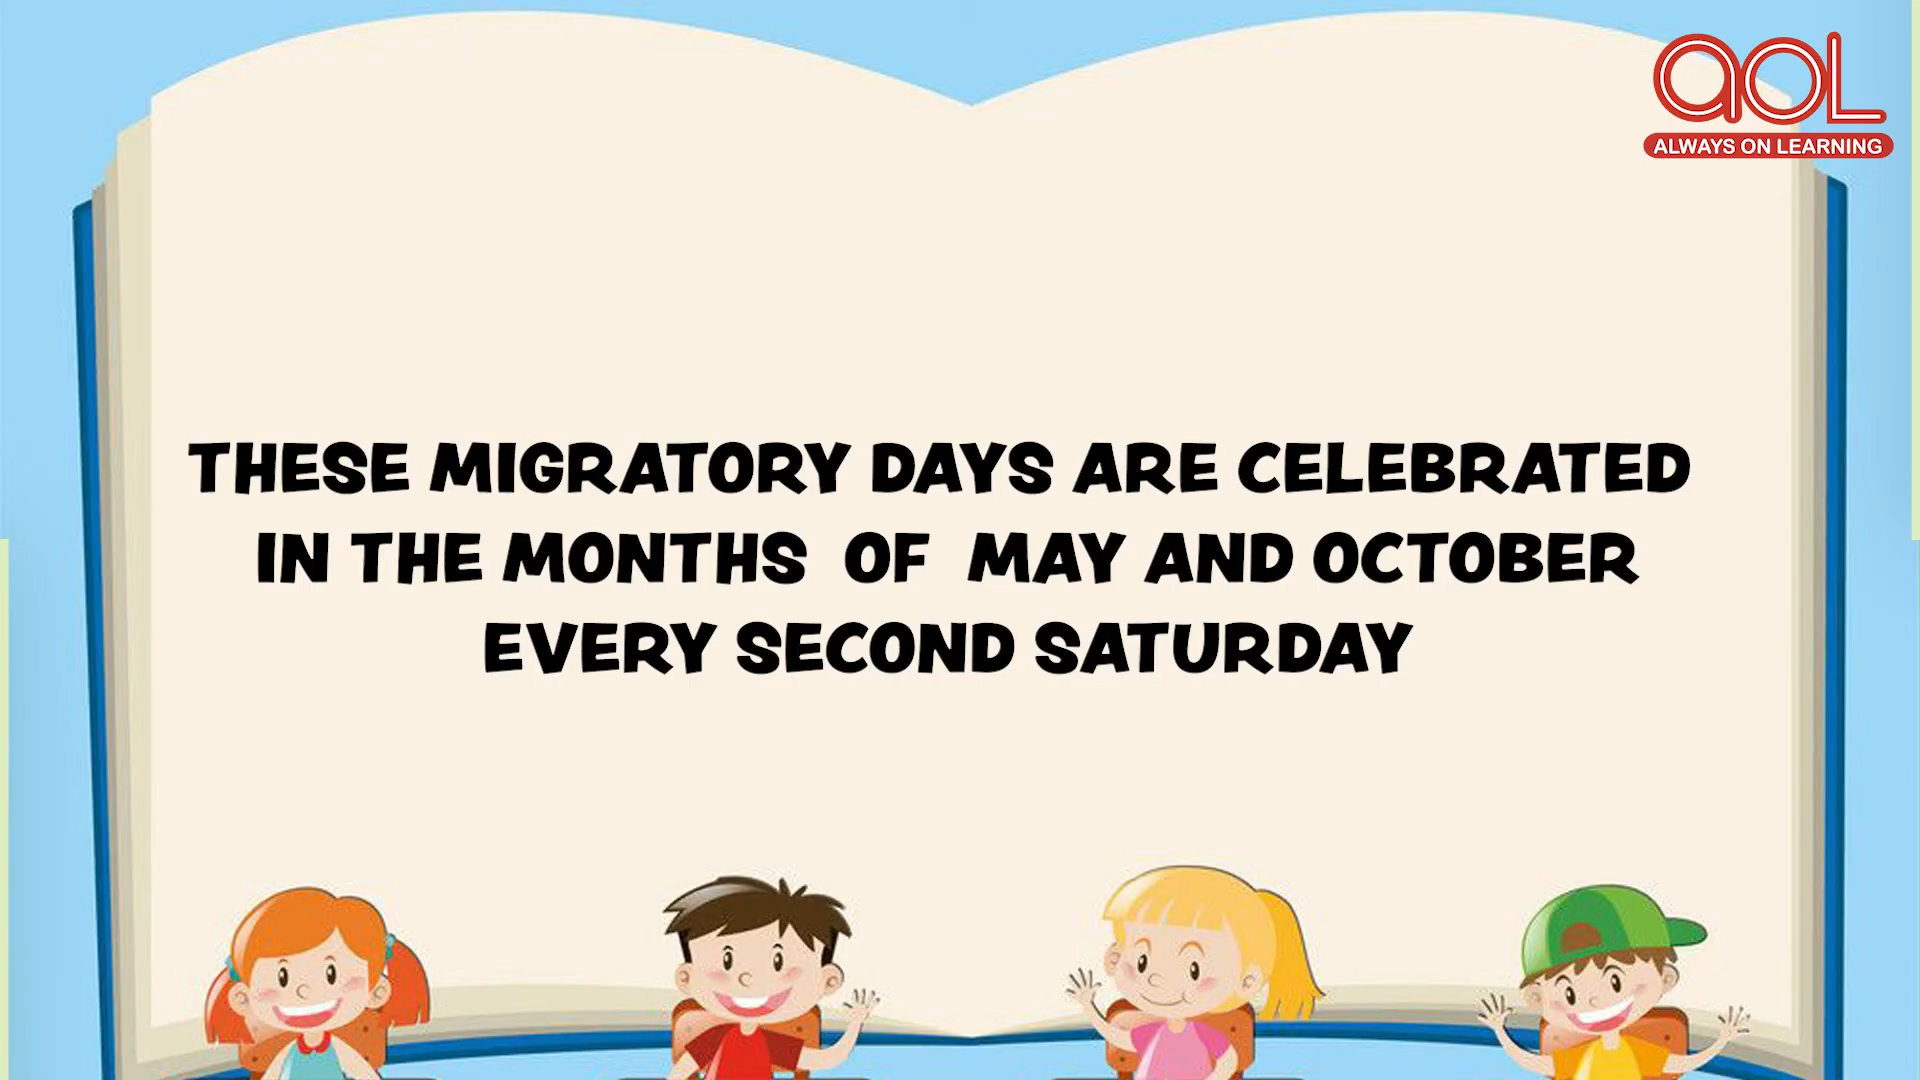 aOL
ALWAYS ON LEARNING
THESE MIGRATORY DAYS ARE CELEBRATED
IN THE MONTHS OF MAY AND OCTOBER
EVERY SECOND SATURDAY